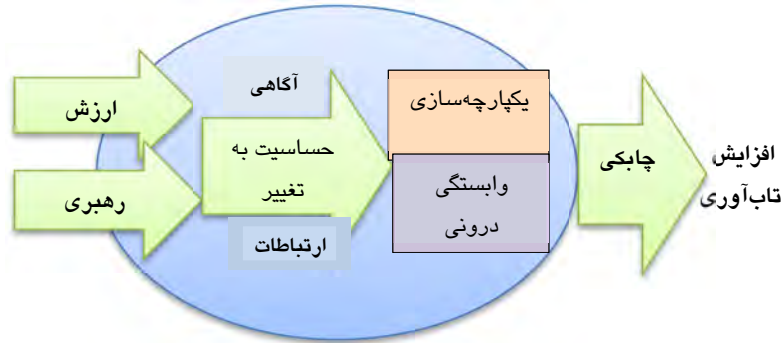 ارزش
رهبری
آگاهی
حساسیت به
تغییر
ارتباطات
یکپارچه‌سازی
وابستگی
درونی
چابکی
افزایش
تاب‌آوری